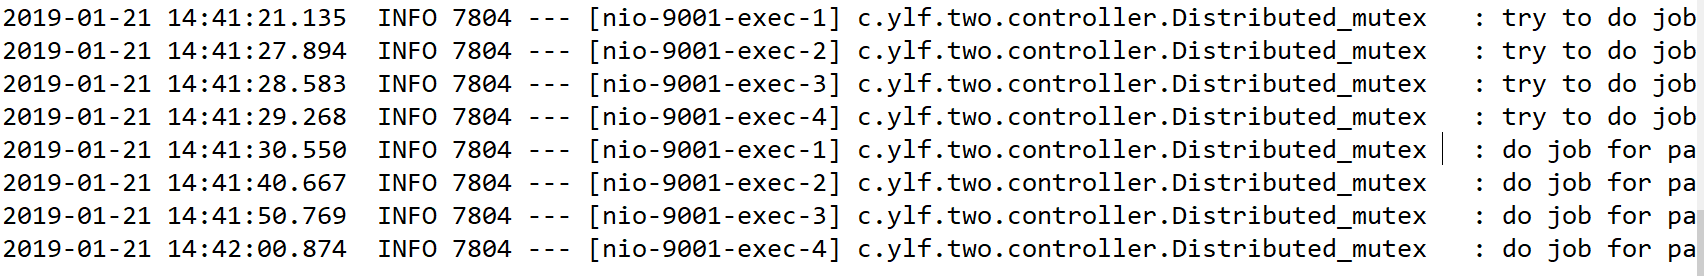 2019-01-21 14:41:21.135  INFO 7804 --- [nio-9001-exec-1] c.ylf.two.controller.Distributed_mutex   : try to do job
2019-01-21 14:41:27.894  INFO 7804 --- [nio-9001-exec-2] c.ylf.two.controller.Distributed_mutex   : try to do job
2019-01-21 14:41:28.583  INFO 7804 --- [nio-9001-exec-3] c.ylf.two.controller.Distributed_mutex   : try to do job
2019-01-21 14:41:29.268  INFO 7804 --- [nio-9001-exec-4] c.ylf.two.controller.Distributed_mutex   : try to do job
2019-01-21 14:41:30.550  INFO 7804 --- [nio-9001-exec-1] c.ylf.two.controller.Distributed_mutex   : do job for pa
2019-01-21 14:41:40.667  INFO 7804 --- [nio-9001-exec-2] c.ylf.two.controller.Distributed_mutex   : do job for pa
2019-01-21 14:41:50.769  INFO 7804 --- [nio-9001-exec-3] c.ylf.two.controller.Distributed_mutex   : do job for pa
2019-01-21 14:42:00.874  INFO 7804 --- [nio-9001-exec-4] c.ylf.two.controller.Distributed_mutex   : do job for pa